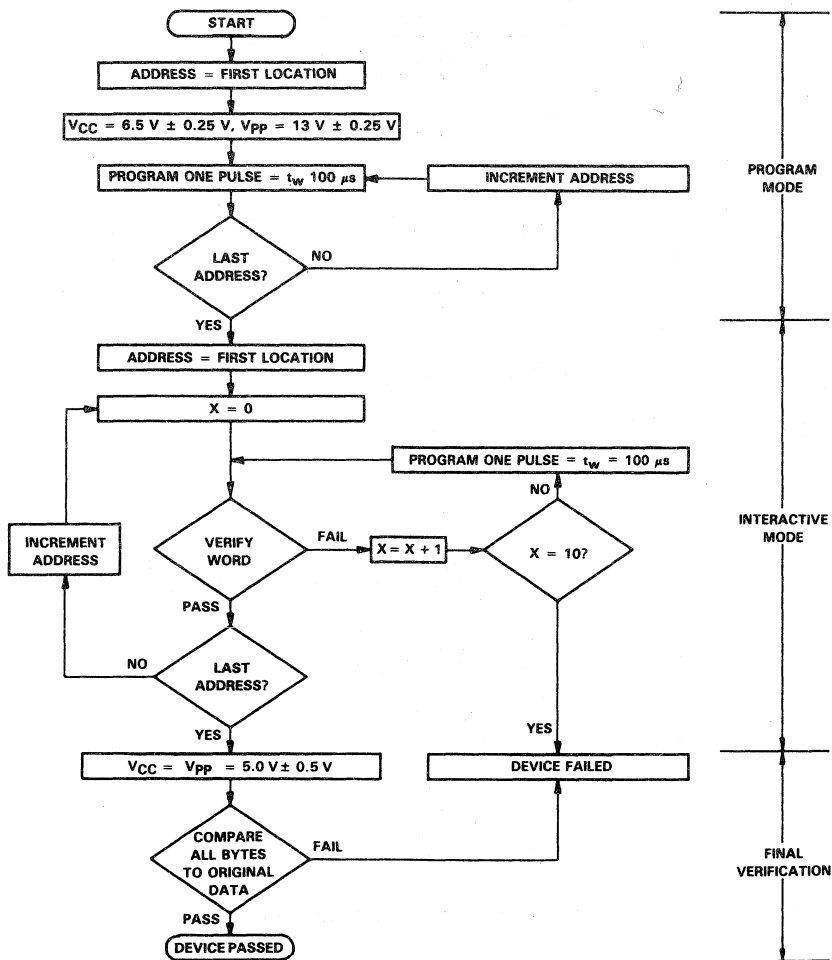 START
ADDRESS = FIRST LOCATION
VCC = 6.5 V ± 0.25 V, VPP = 13 V ± 0.25 V
PROGRAM ONE PULSE = tw 100 μs
INCREMENT ADDRESS
PROGRAM
MODE
LAST
ADDRESS?
NO
YES
ADDRESS = FIRST LOCATION
X = 0
PROGRAM ONE PULSE = tw = 100 μs
NO
INCREMENT
ADDRESS
VERIFY
WORD
FAIL
X = X + 1
X = 10?
INTERACTIVE
MODE
PASS
NO
LAST
ADDRESS?
YES
YES
VCC = VPP = 5.0 V ± 0.5 V
DEVICE FAILED
COMPARE
ALL BYTES
TO ORIGINAL
DATA
FAIL
FINAL
VERIFICATION
PASS
DEVICE PASSED